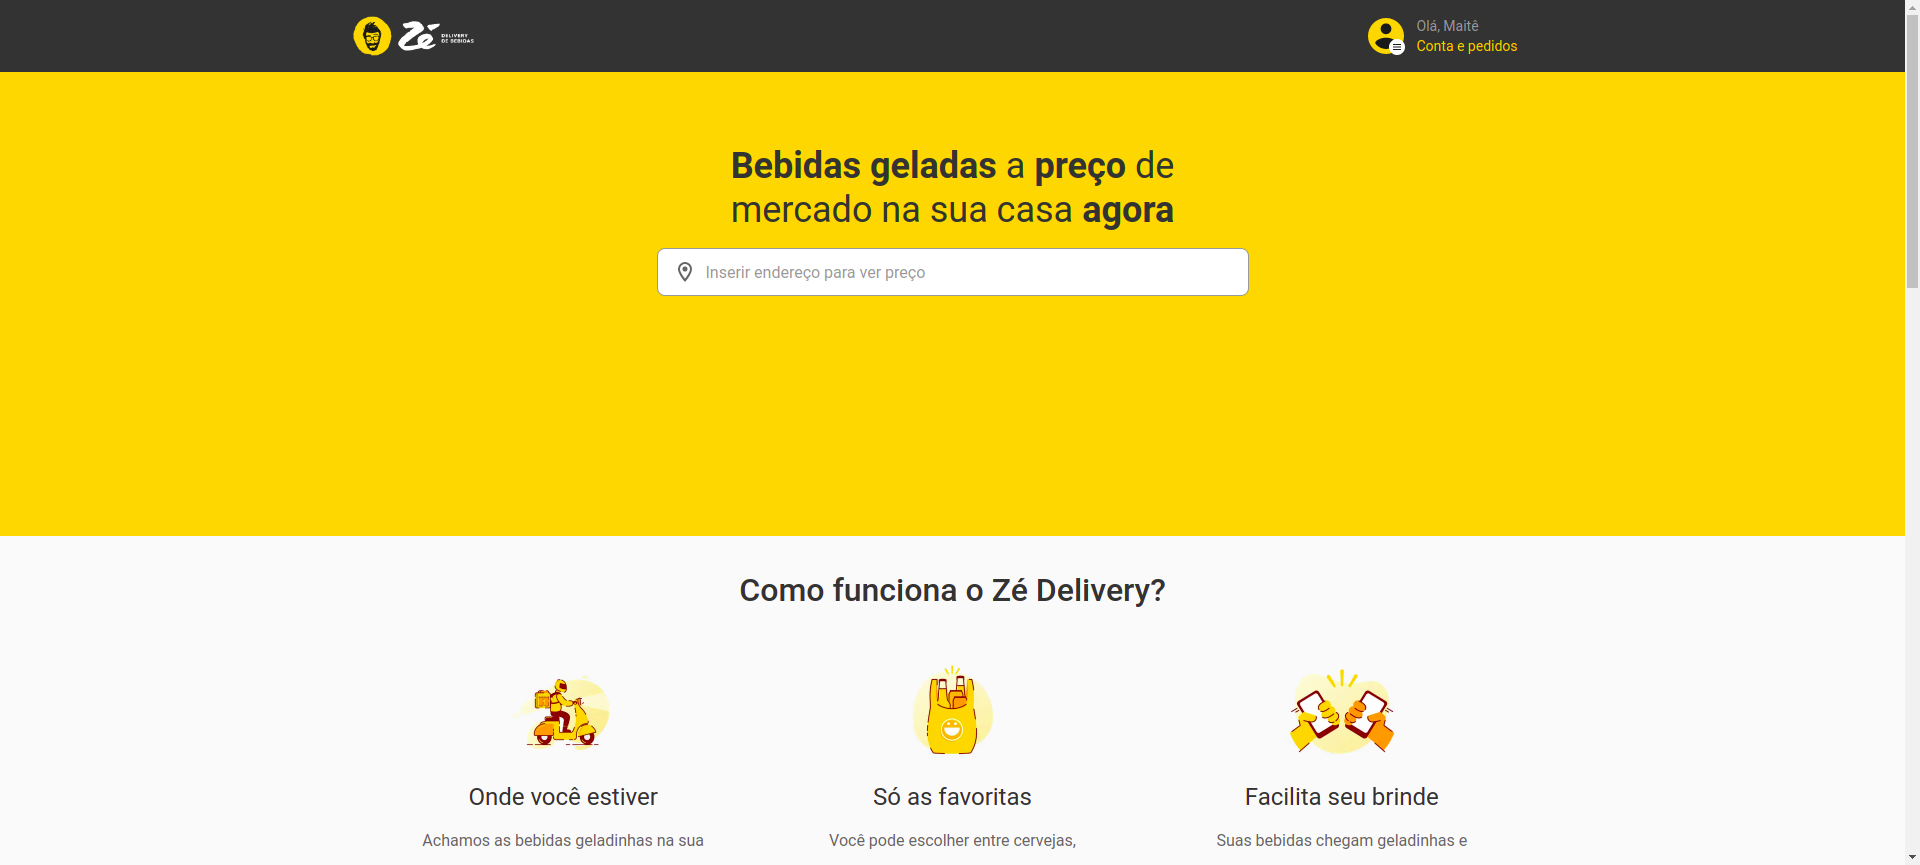 Zé DELIVERY
DE BEBIDAS
Olá, Maitê
Conta e pedidos
Bebidas geladas a preço de
mercado na sua casa agora
Inserir endereço para ver preço
Como funciona o Zé Delivery?
Onde você estiver
Só as favoritas
Facilita seu brinde
Achamos as bebidas geladinhas na sua
Você pode escolher entre cervejas,
Suas bebidas chegam geladinhas e